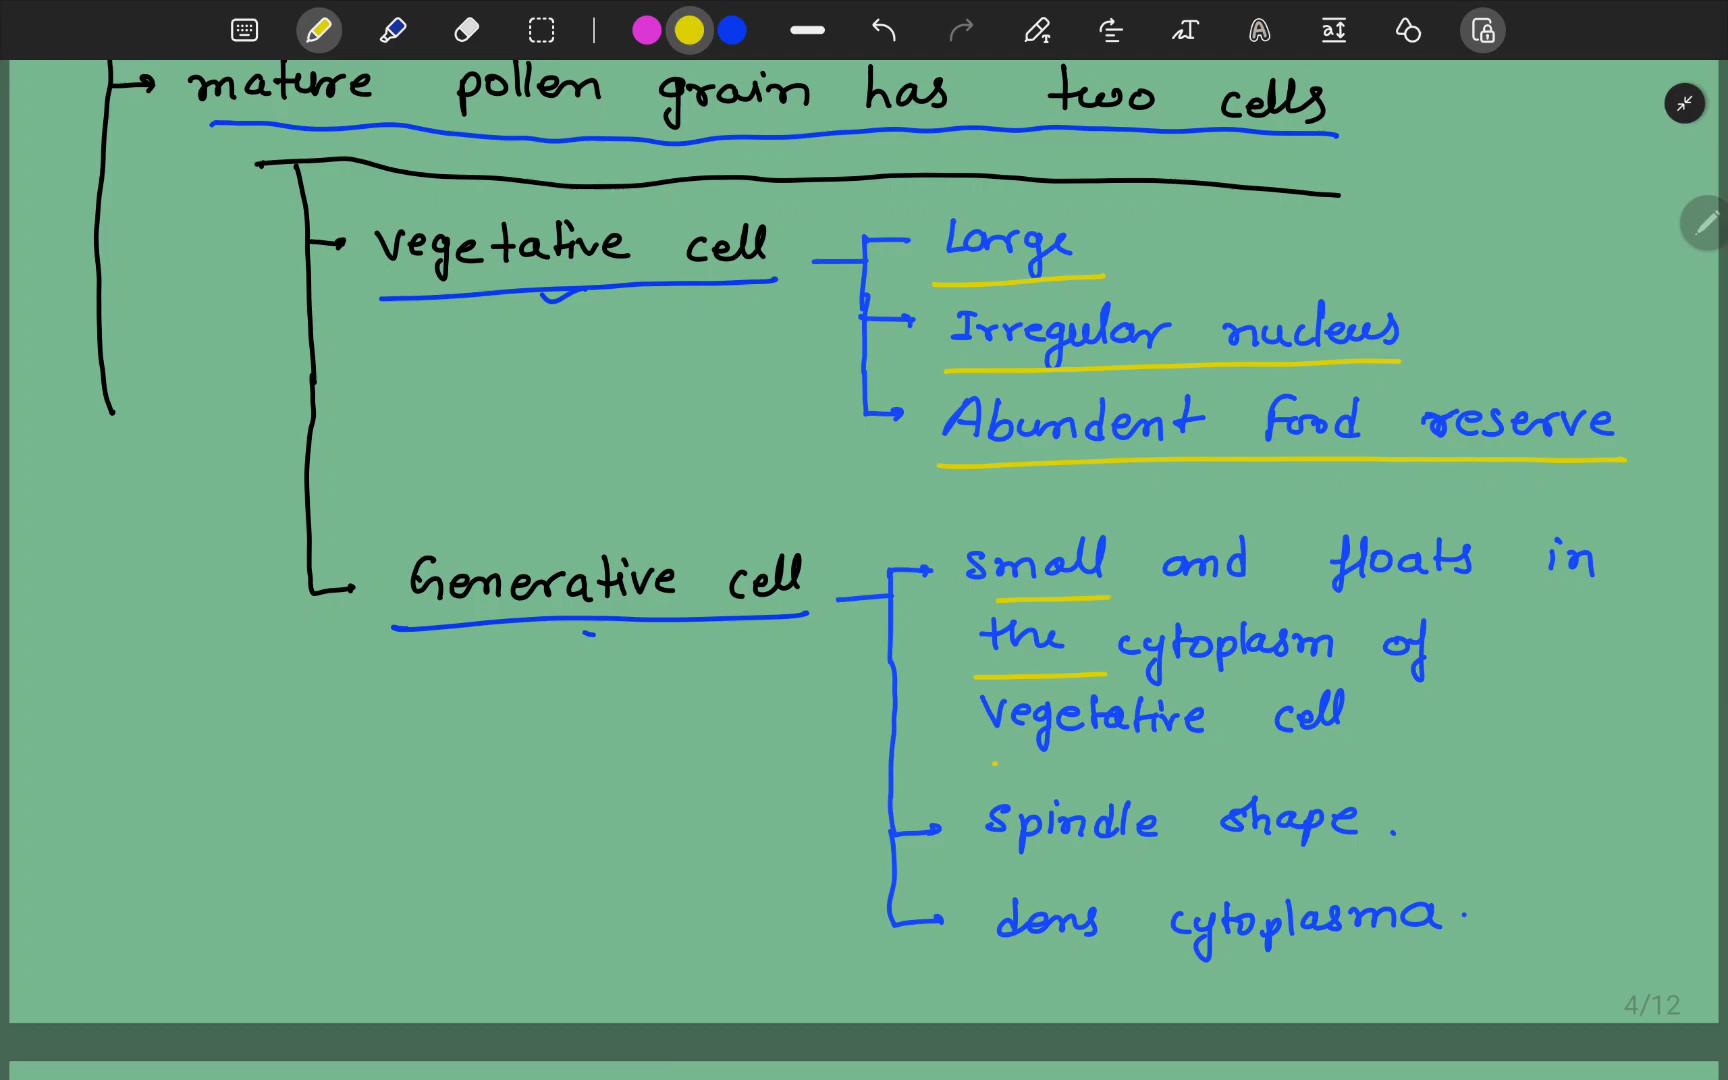 mature pollen grain has two cells
vegetative cell
Large
Irregular nucleus
Abundent food reserve
Generative cell
small and floats in
the cytoplasm of
vegetative cell
spindle shape.
dens cytoplasma.
4/12